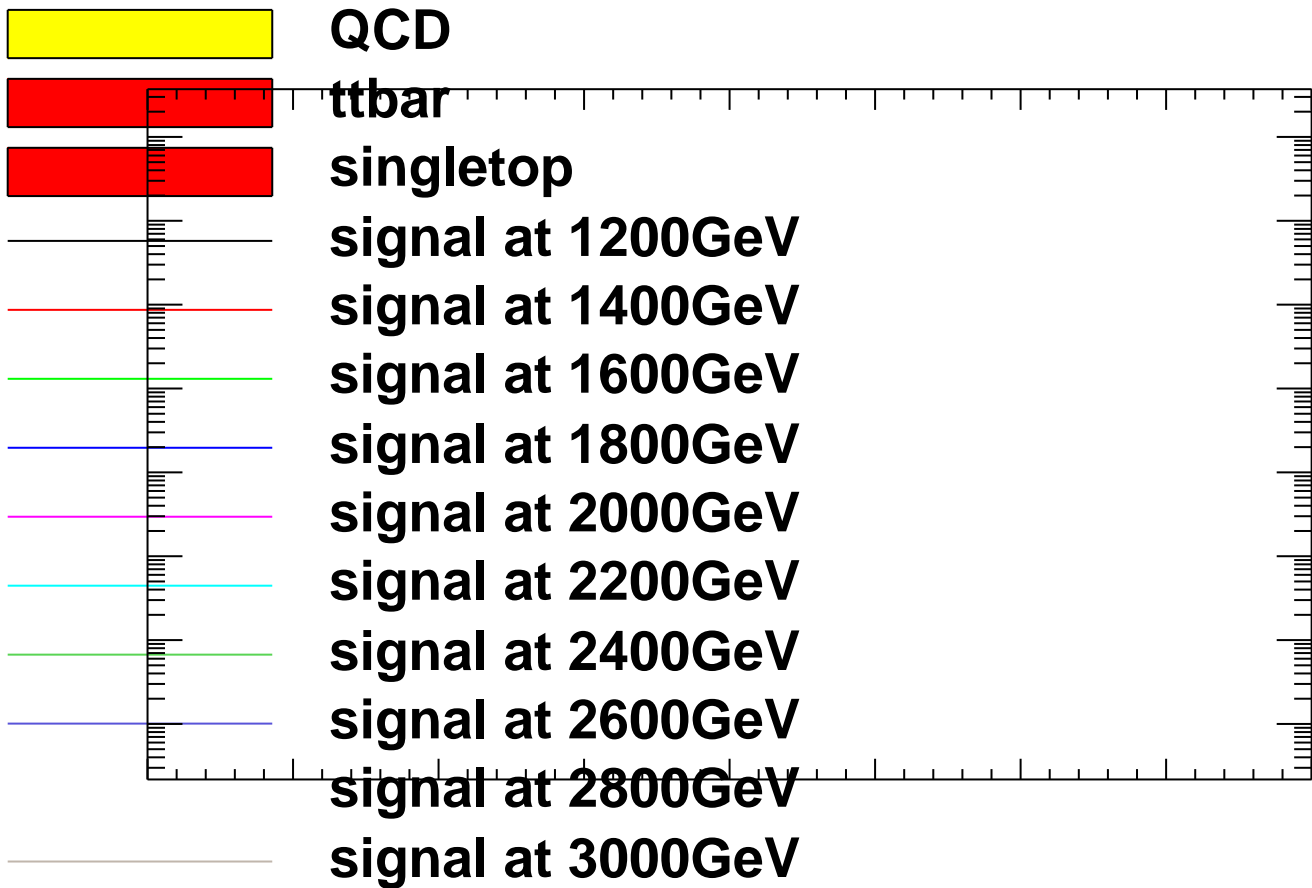 QCD
ttbar
singletop
signal at 1200GeV
signal at 1400GeV
signal at 1600GeV
signal at 1800GeV
signal at 2000GeV
signal at 2200GeV
signal at 2400GeV
signal at 2600GeV
signal at 2800GeV
signal at 3000GeV